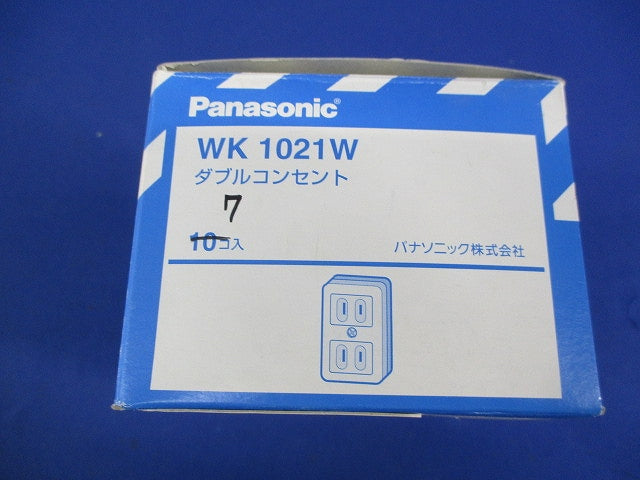 Panasonic®
WK 1021W
ダブルコンセント
7
10コ入
パナソニック株式会社